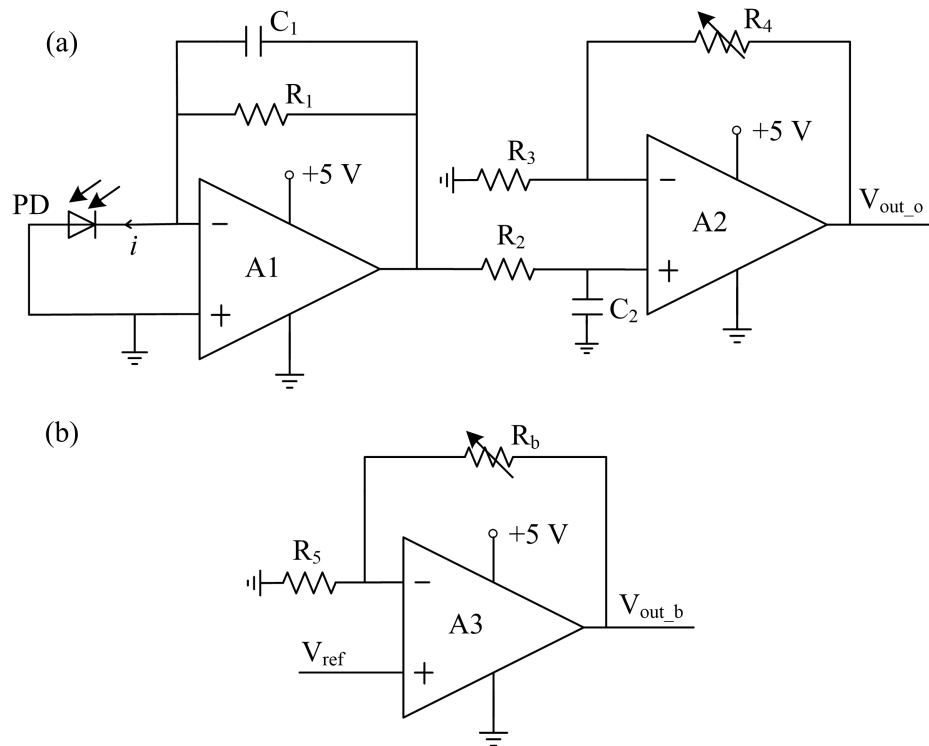 (a)
C1
R4
R1
+5 V
+5 V
R3
PD
−
−
Vout_o
i
A1
R2
A2
+
+
C2
(b)
Rb
+5 V
R5
−
Vout_b
A3
Vref
+